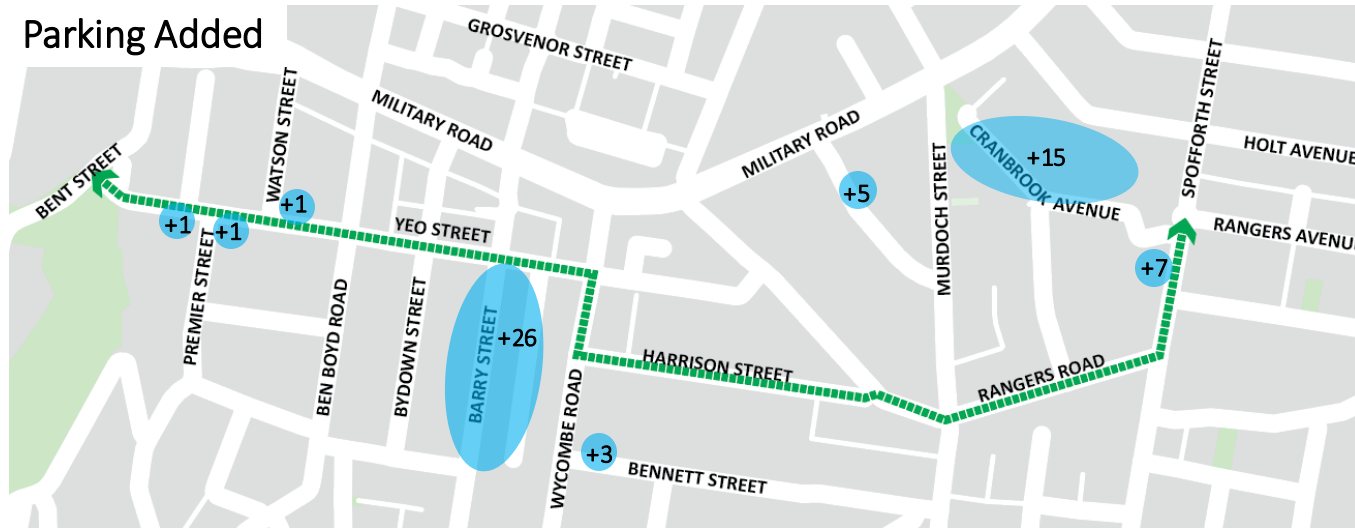 Parking Added
GROSVENOR STREET
SPOFFORTH STREET
WATSON STREET
MILITARY ROAD
MILITARY ROAD
CRANBROOK AVENUE
+15
HOLT AVENUE
BENT STREET
MURDOCH STREET
+5
+1
+1
+1
YEO STREET
RANGERS AVENU
PREMIER STREET
+7
BEN BOYD ROAD
BYDOWN STREET
BARRY STREET
+26
HARRISON STREET
RANGERS ROAD
WYCOMBE ROAD
+3
BENNETT STREET